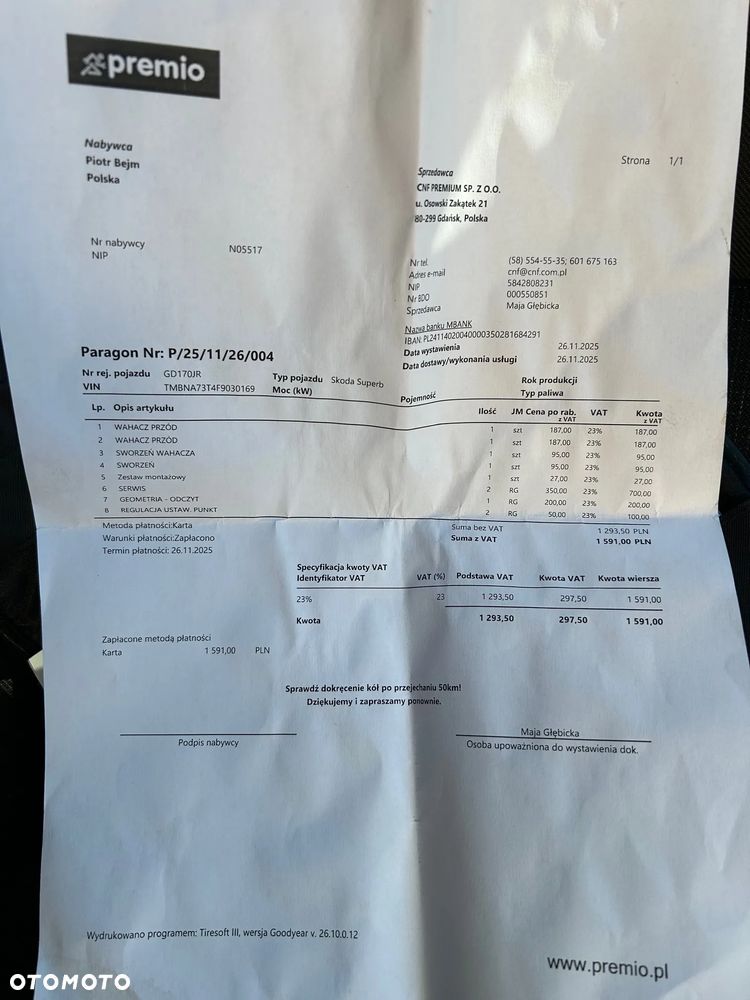 premio
Nabywca
Piotr Bejm
Polska
Strona 1/1
Sprzedawca
CNF PREMIUM SP. Z O.O.
u. Osowski Zakątek 21
80-299 Gdańsk, Polska
Nr nabywcy N05517
NIP
Nr tel. (58) 554-55-35; 601 675 163
Adres e-mail cnf@cnf.com.pl
NIP 5842808231
Nr BDO 000550851
Sprzedawca Maja Głębicka
Nazwa banku MBANK
IBAN: PL24114020040000350281684291
Data wystawienia 26.11.2025
Data dostawy/wykonania usługi 26.11.2025
Paragon Nr: P/25/11/26/004
Nr rej. pojazdu GD170JR Typ pojazdu Skoda Superb Rok produkcji
VIN TMBNA73T4F9030169 Moc (kW) Pojemność Typ paliwa
Lp. Opis artykułu Ilość JM Cena po rab. z VAT VAT Kwota z VAT
1 WAHACZ PRZÓD 1 szt 187,00 23% 187,00
2 WAHACZ PRZÓD 1 szt 187,00 23% 187,00
3 SWORZEŃ WAHACZA 1 szt 95,00 23% 95,00
4 SWORZEŃ 1 szt 95,00 23% 95,00
5 Zestaw montażowy 1 szt 27,00 23% 27,00
6 SERWIS 2 RG 350,00 23% 700,00
7 GEOMETRIA - ODCZYT 1 RG 200,00 23% 200,00
8 REGULACJA USTAW. PUNKT 2 RG 50,00 23% 100,00
Metoda płatności:Karta Suma bez VAT 1 293,50 PLN
Warunki płatności:Zapłacono Suma z VAT 1 591,00 PLN
Termin płatności: 26.11.2025
Specyfikacja kwoty VAT
Identyfikator VAT VAT (%) Podstawa VAT Kwota VAT Kwota wiersza
23% 23 1 293,50 297,50 1 591,00
Kwota 1 293,50 297,50 1 591,00
Zapłacone metodą płatności
Karta 1 591,00 PLN
Sprawdź dokręcenie kół po przejechaniu 50km!
Dziękujemy i zapraszamy ponownie.
Maja Głębicka
Podpis nabywcy Osoba upoważniona do wystawienia dok.
Wydrukowano programem: Tiresoft III, wersja Goodyear v. 26.10.0.12
www.premio.pl
OTOMOTO